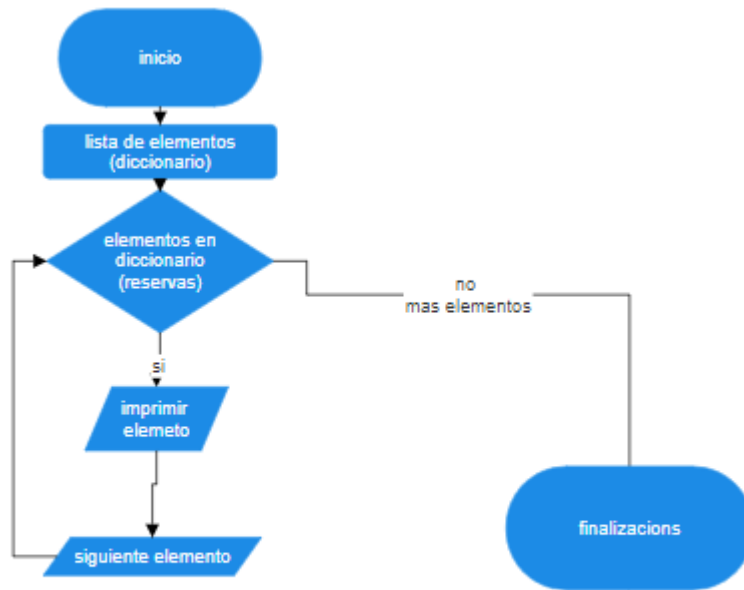 inicio
lista de elementos
(diccionario)
elementos en
diccionario
(reservas)
no
mas elementos
si
imprimir
elemeto
siguiente elemento
finalizacions